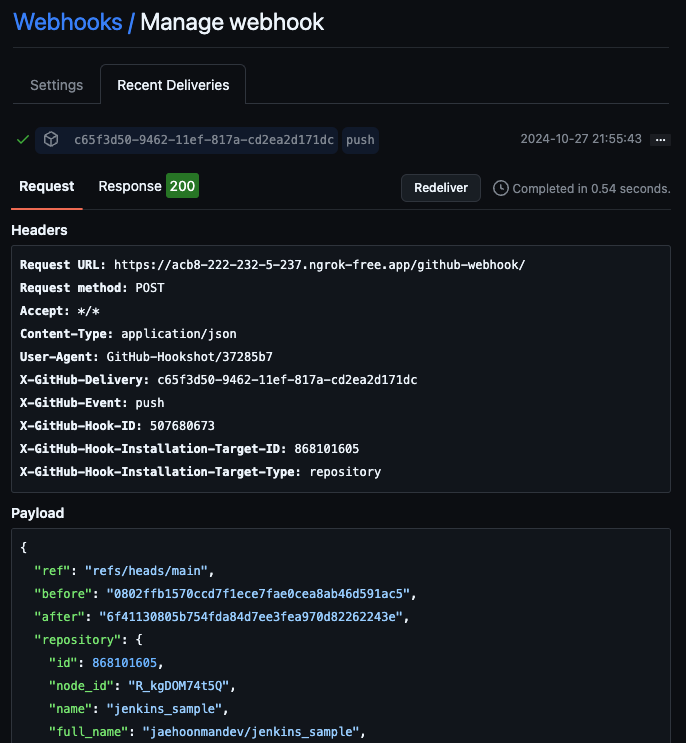 Webhooks / Manage webhook
Settings Recent Deliveries
c65f3d50-9462-11ef-817a-cd2ea2d171dc push 2024-10-27 21:55:43 ...
Request Response 200 Redeliver Completed in 0.54 seconds.
Headers
Request URL: https://acb8-222-232-5-237.ngrok-free.app/github-webhook/
Request method: POST
Accept: */*
Content-Type: application/json
User-Agent: GitHub-Hookshot/37285b7
X-GitHub-Delivery: c65f3d50-9462-11ef-817a-cd2ea2d171dc
X-GitHub-Event: push
X-GitHub-Hook-ID: 507680673
X-GitHub-Hook-Installation-Target-ID: 868101605
X-GitHub-Hook-Installation-Target-Type: repository
Payload
{
"ref": "refs/heads/main",
"before": "0802ffb1570ccd7f1ece7fae0cea8ab46d591ac5",
"after": "6f41130805b754fda84d7ee3fea970d82262243e",
"repository": {
"id": 868101605,
"node_id": "R_kgDOM74t5Q",
"name": "jenkins_sample",
"full_name": "jaehoonmandev/jenkins_sample",